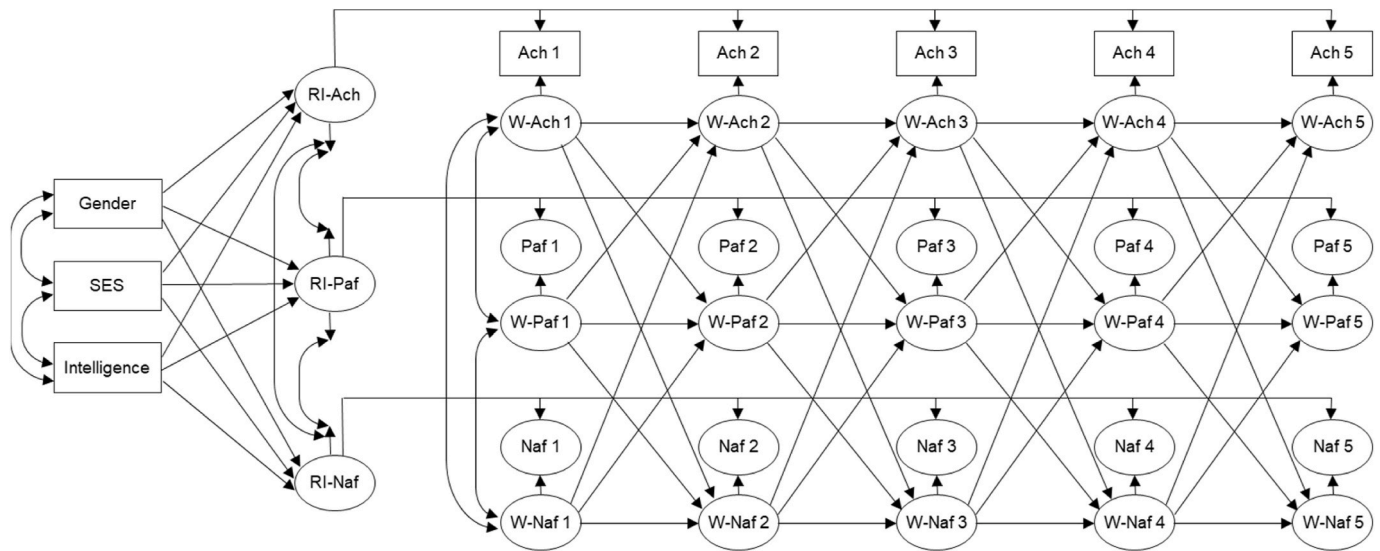 Ach 1
Ach 2
Ach 3
Ach 4
Ach 5
RI-Ach
W-Ach 1
W-Ach 2
W-Ach 3
W-Ach 4
W-Ach 5
Gender
SES
Intelligence
RI-Paf
Paf 1
Paf 2
Paf 3
Paf 4
Paf 5
W-Paf 1
W-Paf 2
W-Paf 3
W-Paf 4
W-Paf 5
Naf 1
Naf 2
Naf 3
Naf 4
Naf 5
RI-Naf
W-Naf 1
W-Naf 2
W-Naf 3
W-Naf 4
W-Naf 5